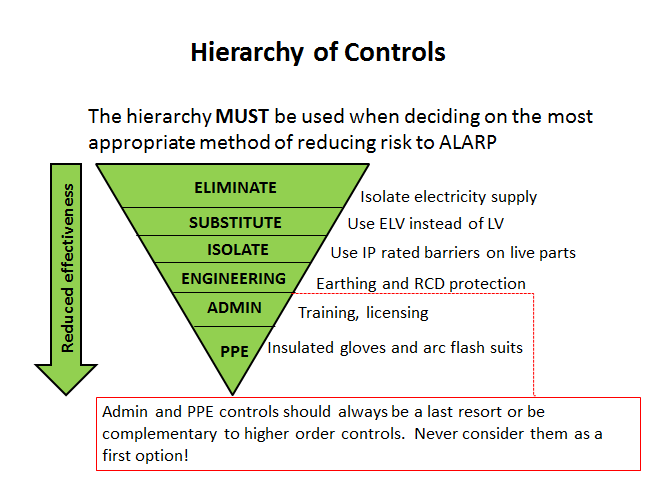 Hierarchy of Controls
The hierarchy MUST be used when deciding on the most
appropriate method of reducing risk to ALARP
Reduced effectiveness
ELIMINATE
Isolate electricity supply
SUBSTITUTE
Use ELV instead of LV
ISOLATE
Use IP rated barriers on live parts
ENGINEERING
Earthing and RCD protection
ADMIN
Training, licensing
PPE
Insulated gloves and arc flash suits
Admin and PPE controls should always be a last resort or be
complementary to higher order controls. Never consider them as a
first option!